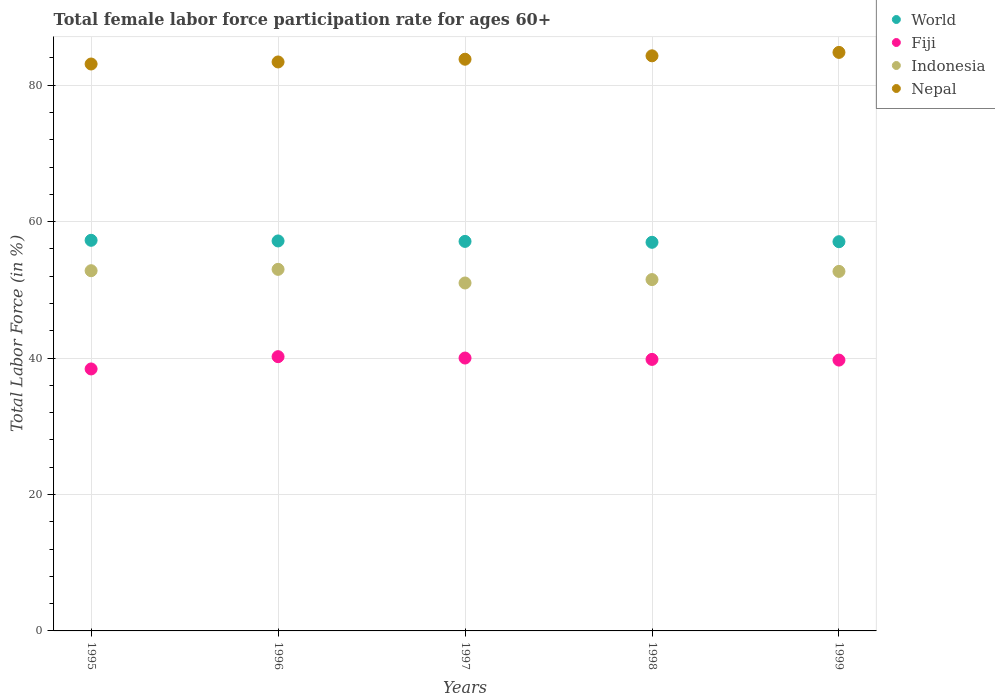 Total female labor force participation rate for ages 60+
World
Fiji
Indonesia
Nepal
Total Labor Force (in %)
80
60
40
20
0
1995
1996
1997
1998
1999
Years